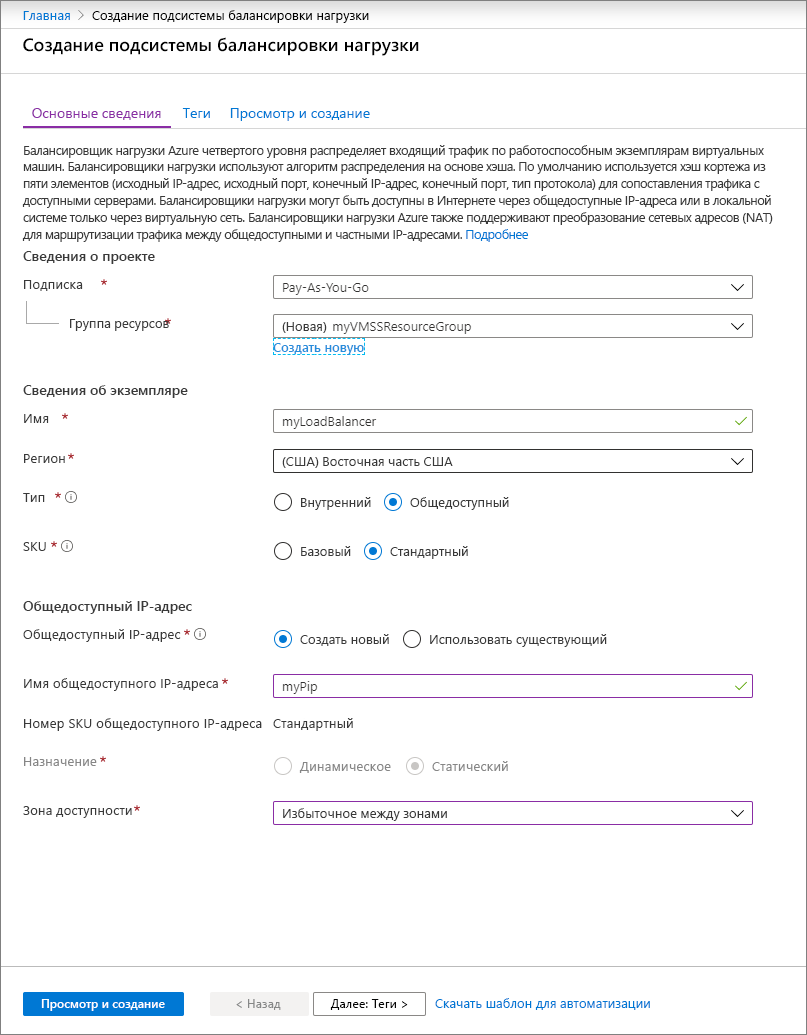 Главная > Создание подсистемы балансировки нагрузки
Создание подсистемы балансировки нагрузки
Основные сведения Теги Просмотр и создание
Балансировщик нагрузки Azure четвертого уровня распределяет входящий трафик по работоспособным экземплярам виртуальных
машин. Балансировщики нагрузки используют алгоритм распределения на основе хэша. По умолчанию используется хэш кортежа из
пяти элементов (исходный IP-адрес, исходный порт, конечный IP-адрес, конечный порт, тип протокола) для сопоставления трафика с
доступными серверами. Балансировщики нагрузки могут быть доступны в Интернете через общедоступные IP-адреса или в локальной
системе только через виртуальную сеть. Балансировщики нагрузки Azure также поддерживают преобразование сетевых адресов (NAT)
для маршрутизации трафика между общедоступными и частными IP-адресами. Подробнее
Сведения о проекте
Подписка * Pay-As-You-Go
Группа ресурсов* (Новая) myVMSSResourceGroup
Создать новую
Сведения об экземпляре
Имя * myLoadBalancer
Регион* (США) Восточная часть США
Тип * Внутренний Общедоступный
SKU * Базовый Стандартный
Общедоступный IP-адрес
Общедоступный IP-адрес * Создать новый Использовать существующий
Имя общедоступного IP-адреса * myPip
Номер SKU общедоступного IP-адреса Стандартный
Назначение * Динамическое Статический
Зона доступности* Избыточное между зонами
Просмотр и создание < Назад Далее: Теги > Скачать шаблон для автоматизации